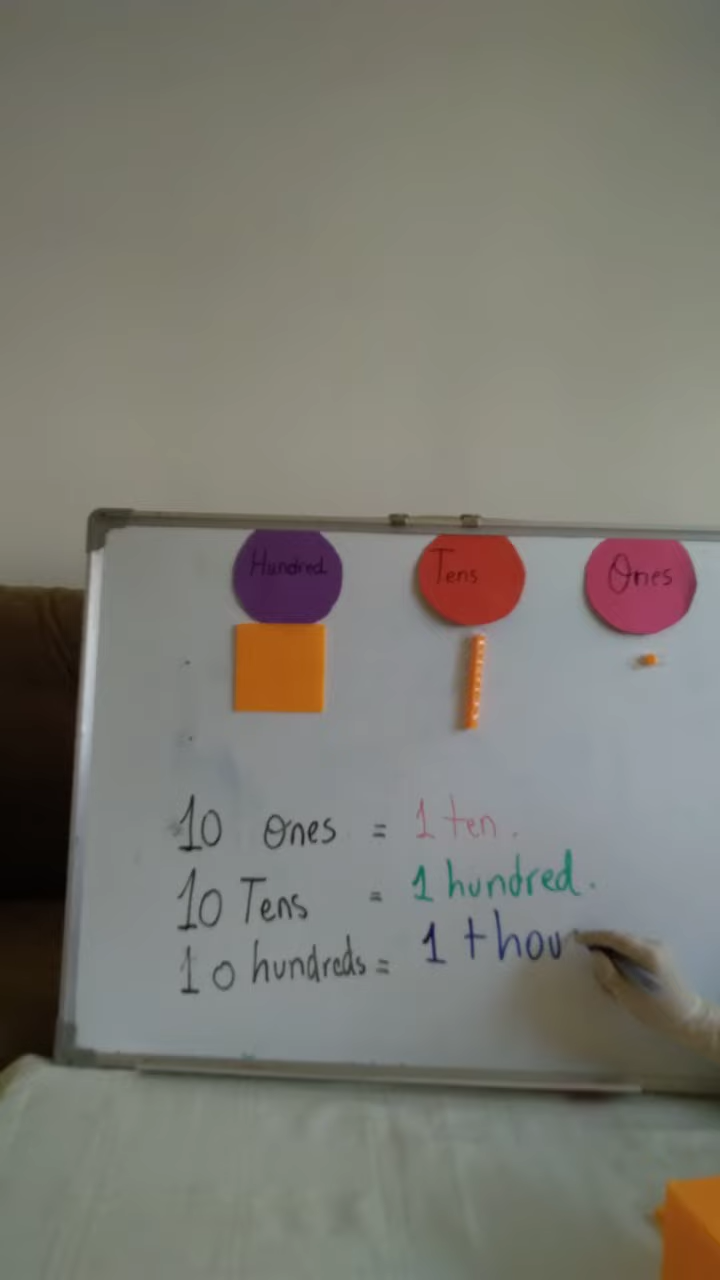 Hundred Tens Ones
10 Ones = 1 ten.
10 Tens = 1 hundred.
10 hundreds = 1 thou